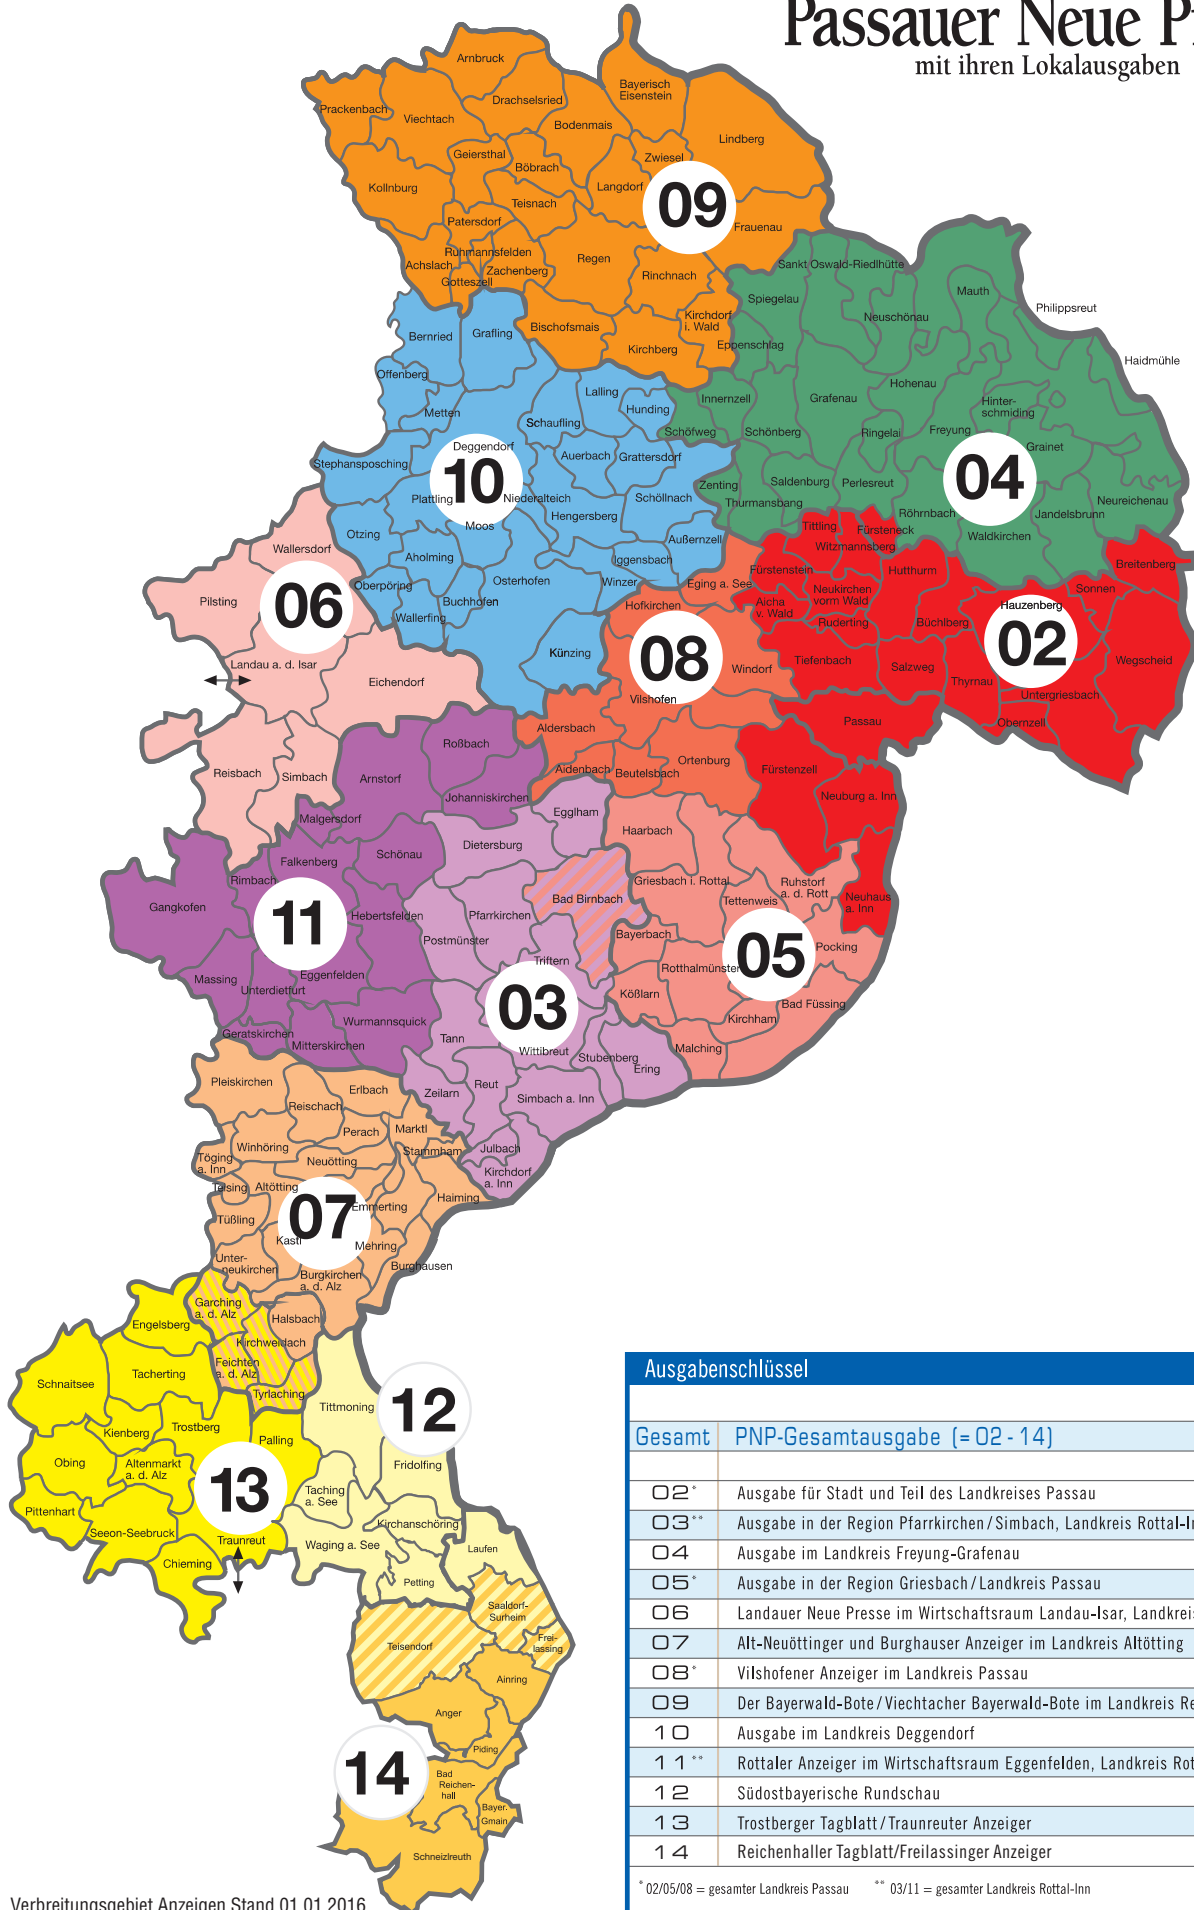 Passauer Neue
mit ihren Lokalausgaben
Arnbruck
Bayerisch
Eisenstein
Prackenbach
Viechtach
Drachselsried
Bodenmais
Lindberg
Geiersthal
Böbrach
Zwiesel
Kollnburg
Langdorf
09
Teisnach
Patersdorf
Frauenau
Ruhmannsfelden
Achslach
Zachenberg
Regen
Gotteszell
Rinchnach
Sankt Oswald-Riedlhütte
Mauth
Spiegelau
Philippsreut
Neuschönau
Kirchdorf
i. Wald
Bischofsmais
Bernried
Grafling
Kirchberg
Eppenschlag
Haidmühle
Offenberg
Hohenau
Lalling
Innernzell
Grafenau
Hinter-
schmiding
Metten
Hunding
Schaufling
Schöfweg
Schönberg
Ringelai
Freyung
Deggendorf
Grainet
Auerbach
Grattersdorf
Stephansposching
10
04
Zenting
Saldenburg
Perlesreut
Plattling
Niederalteich
Schöllnach
Thurmansbang
Neureichenau
Hengersberg
Röhrnbach
Jandelsbrunn
Moos
Tittling
Fürsteneck
Otzing
Außernzell
Waldkirchen
Wallersdorf
Witzmannsberg
Aholming
Iggensbach
Breitenberg
Fürstenstein
Hutthurm
Oberpöring
Osterhofen
Winzer
Eging a. See
Sonnen
Pilsting
06
Buchhofen
Hofkirchen
Aicha
v. Wald
Neukirchen
vorm Wald
Hauzenberg
Wallerfing
Ruderting
Büchlberg
02
Künzing
08
Tiefenbach
Salzweg
Wegscheid
Landau a. d. Isar
Windorf
Thyrnau
Eichendorf
Untergriesbach
Vilshofen
Passau
Obernzell
Aldersbach
Roßbach
Ortenburg
Fürstenzell
Reisbach
Simbach
Arnstorf
Aidenbach
Beutelsbach
Johanniskirchen
Neuburg a. Inn
Egglham
Malgersdorf
Haarbach
Dietersburg
Schönau
Falkenberg
Rimbach
Griesbach i. Rottal
Ruhstorf
a. d. Rott
Gangkofen
Bad Birnbach
Tettenweis
Neuhaus
a. Inn
11
Hebertsfelden
Pfarrkirchen
Bayerbach
Postmünster
Pocking
Triftern
Rotthalmünster
05
Massing
Eggenfelden
Unterdietfurt
Kößlarn
Bad Füssing
03
Kirchham
Wurmannsquick
Geratskirchen
Mitterskirchen
Tann
Wittibreut
Malching
Stubenberg
Ering
Pleiskirchen
Erlbach
Zeilarn
Reut
Simbach a. Inn
Reischach
Perach
Marktl
Winhöring
Stammham
Julbach
Töging
a. Inn
Neuötting
Kirchdorf
a. Inn
Teising
Altötting
Haiming
07
Emmerting
Tüßling
Kastl
Mehring
Unter-
neukirchen
Burghausen
Burgkirchen
a. d. Alz
Garching
a. d. Alz
Halsbach
Engelsberg
Kirchweidach
Feichten
a. d. Alz
Schnaitsee
Tacherting
Tyrlaching
Tittmoning
12
Kienberg
Trostberg
Palling
Obing
Altenmarkt
a. d. Alz
Fridolfing
13
Taching
a. See
Pittenhart
Seeon-Seebruck
Kirchanschöring
Traunreut
Waging a. See
Laufen
Chieming
Petting
Saaldorf-
Surheim
Teisendorf
Frei-
lassing
Ainring
Anger
Piding
14
Bad
Reichen-
hall
Bayer.
Gmain
Schneizlreuth
Ausgabenschlüssel
Gesamt PNP-Gesamtausgabe (= 02 - 14)
02* Ausgabe für Stadt und Teil des Landkreises Passau
03** Ausgabe in der Region Pfarrkirchen/Simbach, Landkreis Rottal-In
04 Ausgabe im Landkreis Freyung-Grafenau
05* Ausgabe in der Region Griesbach/Landkreis Passau
06 Landauer Neue Presse im Wirtschaftsraum Landau-Isar, Landkreis
07 Alt-Neuöttinger und Burghauser Anzeiger im Landkreis Altötting
08* Vilshofener Anzeiger im Landkreis Passau
09 Der Bayerwald-Bote/Viechtacher Bayerwald-Bote im Landkreis Re
10 Ausgabe im Landkreis Deggendorf
11** Rottaler Anzeiger im Wirtschaftsraum Eggenfelden, Landkreis Rot
12 Südostbayerische Rundschau
13 Trostberger Tagblatt/Traunreuter Anzeiger
14 Reichenhaller Tagblatt/Freilassinger Anzeiger
* 02/05/08 = gesamter Landkreis Passau ** 03/11 = gesamter Landkreis Rottal-Inn
Verbreitungsgebiet Anzeigen Stand 01.01.2016